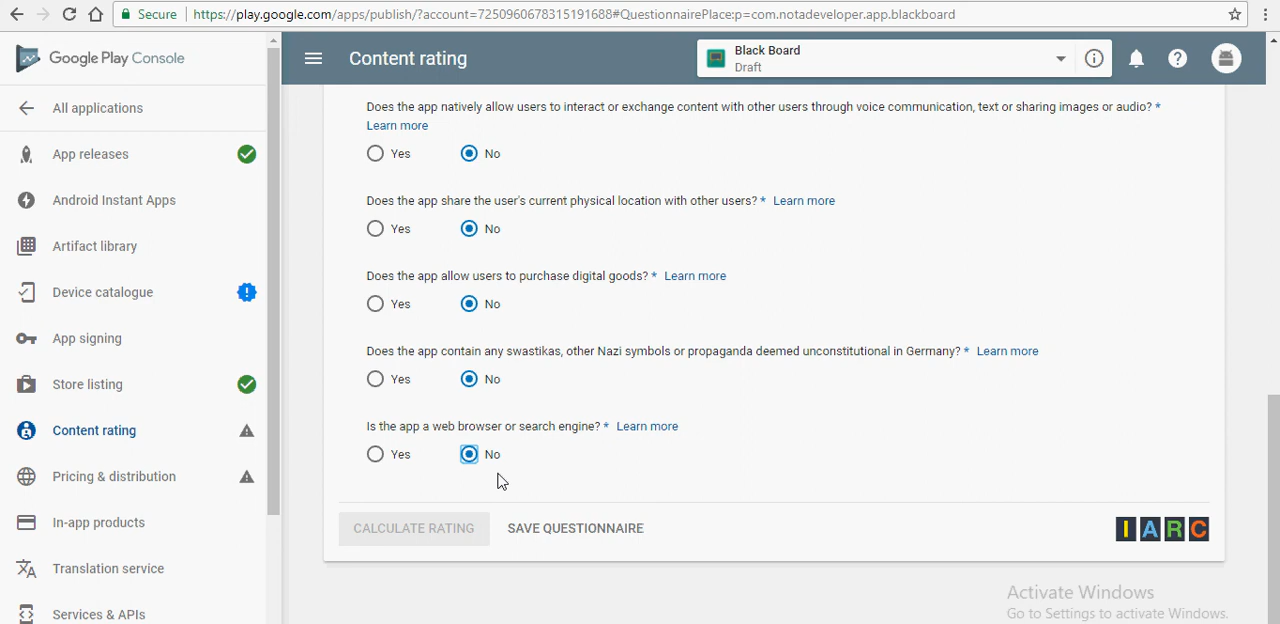 Secure https://play.google.com/apps/publish/?account=7250960678315191688#QuestionnairePlace:p=com.notadeveloper.app.blackboard
Google Play Console
Content rating
Black Board
Draft
All applications
App releases
Android Instant Apps
Artifact library
Device catalogue
App signing
Store listing
Content rating
Pricing & distribution
In-app products
Translation service
Services & APIs
Does the app natively allow users to interact or exchange content with other users through voice communication, text or sharing images or audio? *
Learn more
Yes No
Does the app share the user's current physical location with other users? * Learn more
Yes No
Does the app allow users to purchase digital goods? * Learn more
Yes No
Does the app contain any swastikas, other Nazi symbols or propaganda deemed unconstitutional in Germany? * Learn more
Yes No
Is the app a web browser or search engine? * Learn more
Yes No
CALCULATE RATING SAVE QUESTIONNAIRE
IARC
Activate Windows
Go to Settings to activate Windows.